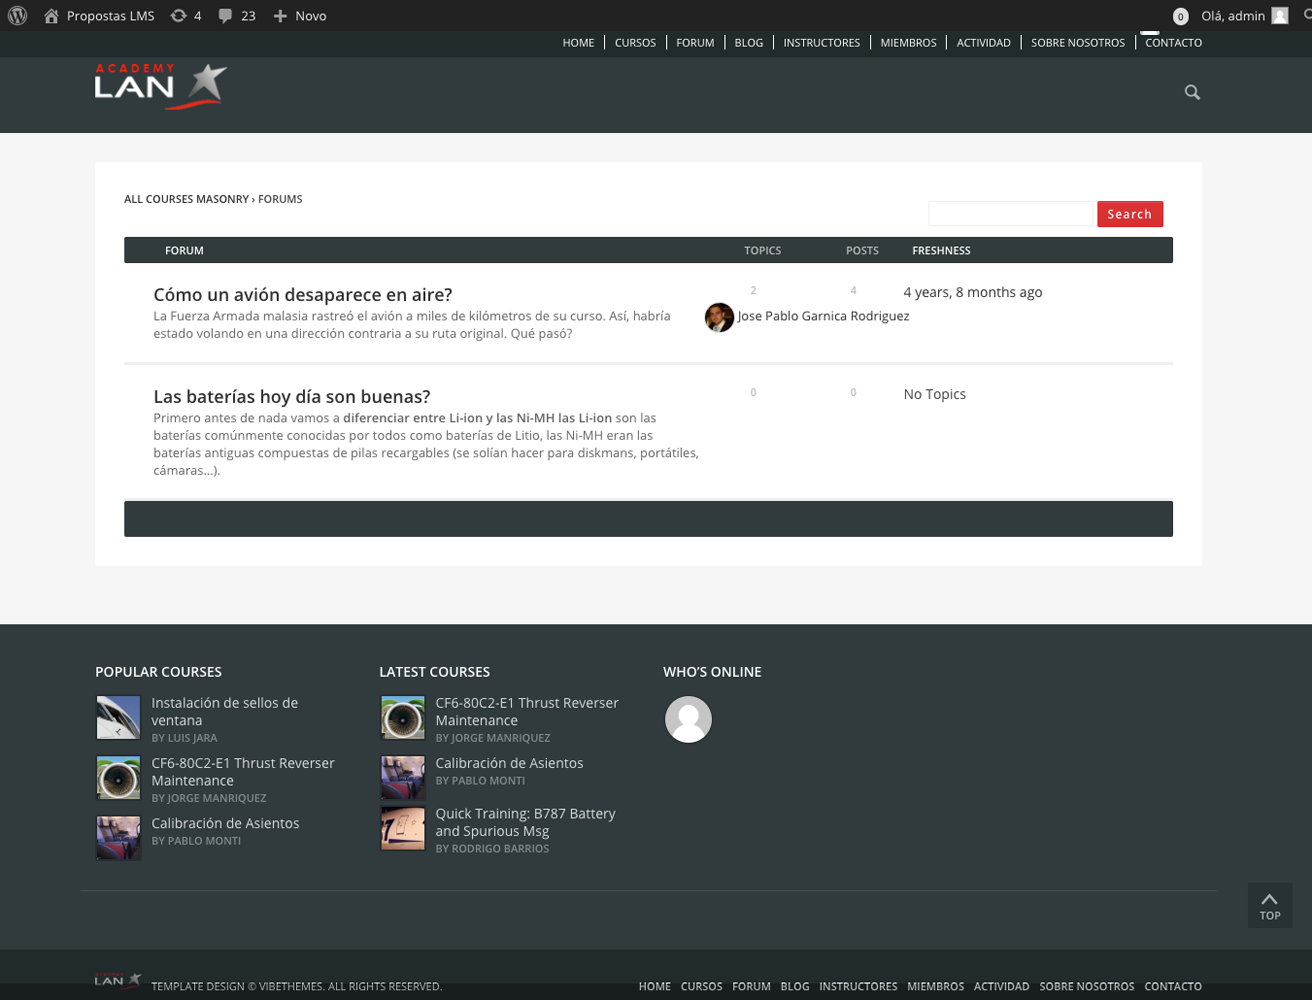 Propostas LMS 4 23 Novo 0 Olá, admin
HOME CURSOS FORUM BLOG INSTRUCTORES MIEMBROS ACTIVIDAD SOBRE NOSOTROS CONTACTO
ACADEMY
LAN
ALL COURSES MASONRY › FORUMS
Search
FORUM TOPICS POSTS FRESHNESS
Cómo un avión desaparece en aire? 2 4 4 years, 8 months ago
La Fuerza Armada malasia rastreó el avión a miles de kilómetros de su curso. Así, habría
estado volando en una dirección contraria a su ruta original. Qué pasó?
Jose Pablo Garnica Rodriguez
Las baterías hoy día son buenas? 0 0 No Topics
Primero antes de nada vamos a diferenciar entre Li-ion y las Ni-MH las Li-ion son las
baterías comúnmente conocidas por todos como baterías de Litio, las Ni-MH eran las
baterías antiguas compuestas de pilas recargables (se solían hacer para diskmans, portátiles,
cámaras...).
POPULAR COURSES
Instalación de sellos de
ventana
BY LUIS JARA
CF6-80C2-E1 Thrust Reverser
Maintenance
BY JORGE MANRIQUEZ
Calibración de Asientos
BY PABLO MONTI
LATEST COURSES
CF6-80C2-E1 Thrust Reverser
Maintenance
BY JORGE MANRIQUEZ
Calibración de Asientos
BY PABLO MONTI
Quick Training: B787 Battery
and Spurious Msg
BY RODRIGO BARRIOS
WHO'S ONLINE
TOP
ACADEMY
LAN
TEMPLATE DESIGN © VIBETHEMES. ALL RIGHTS RESERVED.
HOME CURSOS FORUM BLOG INSTRUCTORES MIEMBROS ACTIVIDAD SOBRE NOSOTROS CONTACTO